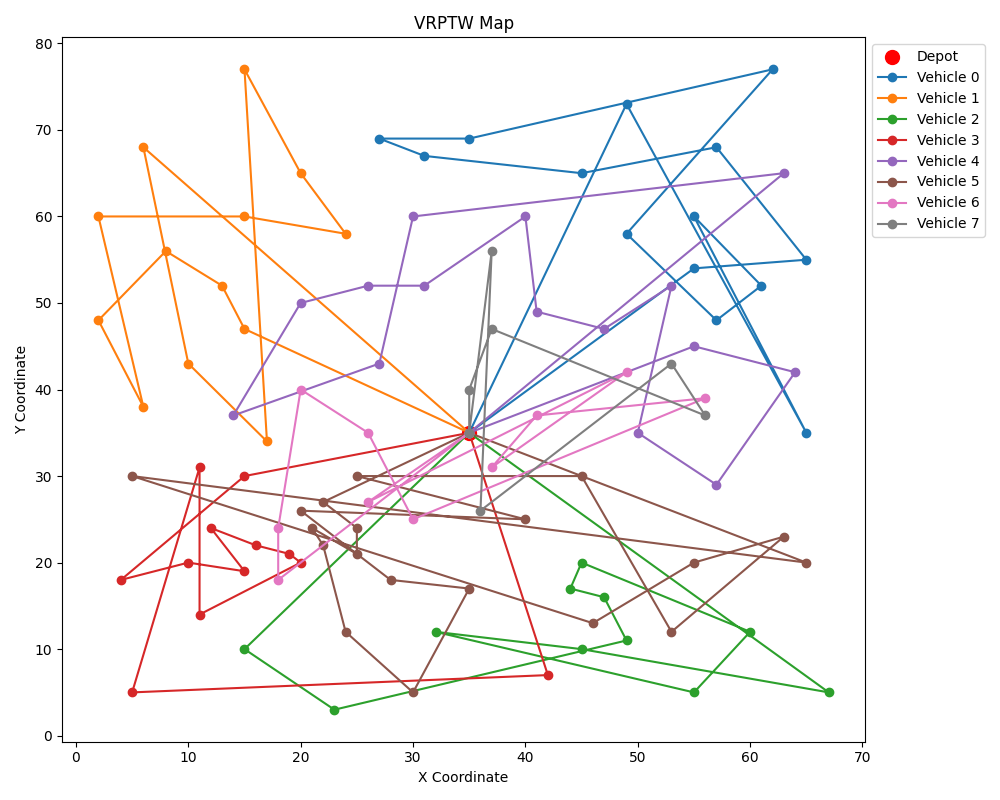 VRPTW Map
Depot
Vehicle 0
Vehicle 1
Vehicle 2
Vehicle 3
Vehicle 4
Vehicle 5
Vehicle 6
Vehicle 7
80
70
60
50
40
30
20
10
0
Y Coordinate
0 10 20 30 40 50 60 70
X Coordinate